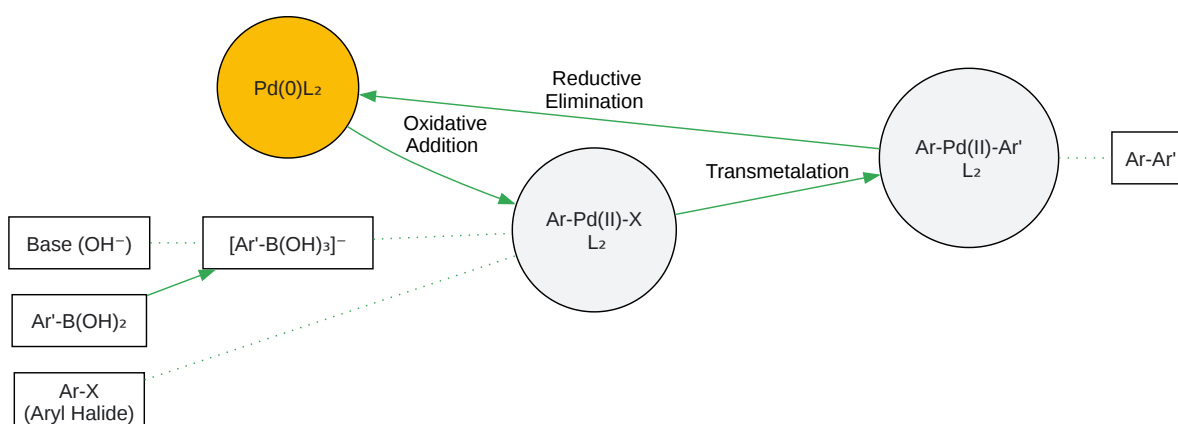 Pd(0)L₂
Reductive
Elimination
Oxidative
Addition
Ar-Pd(II)-Ar'
L₂
Ar-Ar'
Transmetalation
Ar-Pd(II)-X
L₂
Base (OH⁻)
[Ar'-B(OH)₃]⁻
Ar'-B(OH)₂
Ar-X
(Aryl Halide)